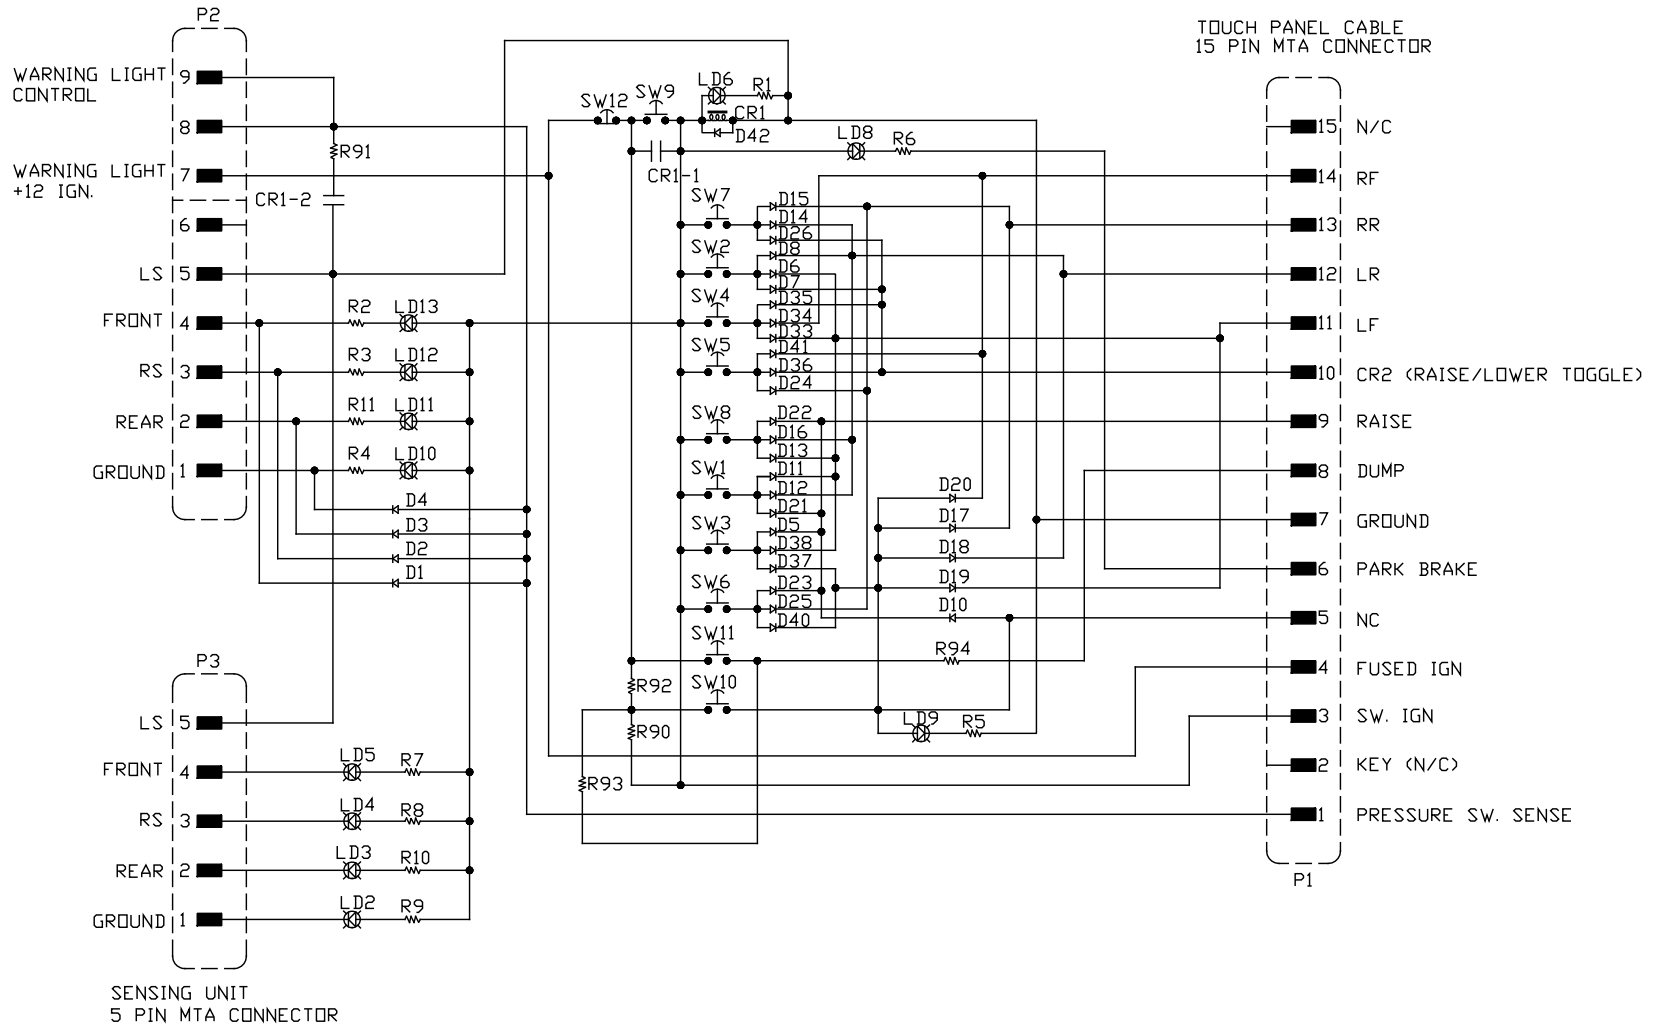 P2
TOUCH PANEL CABLE
15 PIN MTA CONNECTOR
WARNING LIGHT 9
CONTROL
8
WARNING LIGHT 7
+12 IGN.
6
LS 5
FRONT 4
RS 3
REAR 2
GROUND 1
R91
CR1-2
R2 LD13
R3 LD12
R11 LD11
R4 LD10
D4
D3
D2
D1
P3
LS 5
FRONT 4
RS 3
REAR 2
GROUND 1
LD5 R7
LD4 R8
LD3 R10
LD2 R9
SENSING UNIT
5 PIN MTA CONNECTOR
SW12
SW9
LD6 R1
CR1
D42
CR1-1
LD8 R6
SW7
D15
D14
D26
SW2
D8
D6
D7
SW4
D35
D34
D33
SW5
D41
D36
D24
SW8
D22
D16
D13
SW1
D11
D12
D21
SW3
D5
D38
D37
SW6
D23
D25
D40
SW11
R92
SW10
R90
R93
D20
D17
D18
D19
D10
R94
LD9 R5
15 N/C
14 RF
13 RR
12 LR
11 LF
10 CR2 (RAISE/LOWER TOGGLE)
9 RAISE
8 DUMP
7 GROUND
6 PARK BRAKE
5 NC
4 FUSED IGN
3 SW. IGN
2 KEY (N/C)
1 PRESSURE SW. SENSE
P1